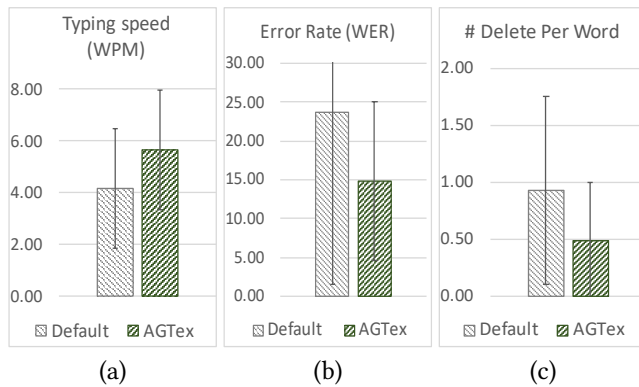 Typing speed
(WPM)
8.00
6.00
4.00
2.00
0.00
Default AGTex
(a)
Error Rate (WER)
30.00
25.00
20.00
15.00
10.00
5.00
0.00
Default AGTex
(b)
# Delete Per Word
2.00
1.50
1.00
0.50
0.00
Default AGTex
(c)